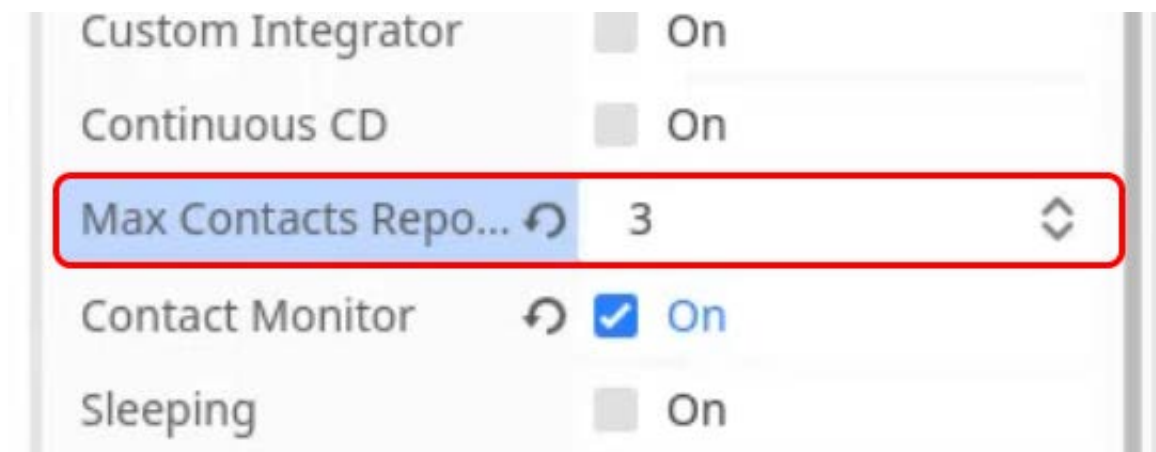 Custom Integrator On
Continuous CD On
Max Contacts Repo... 3
Contact Monitor On
Sleeping On